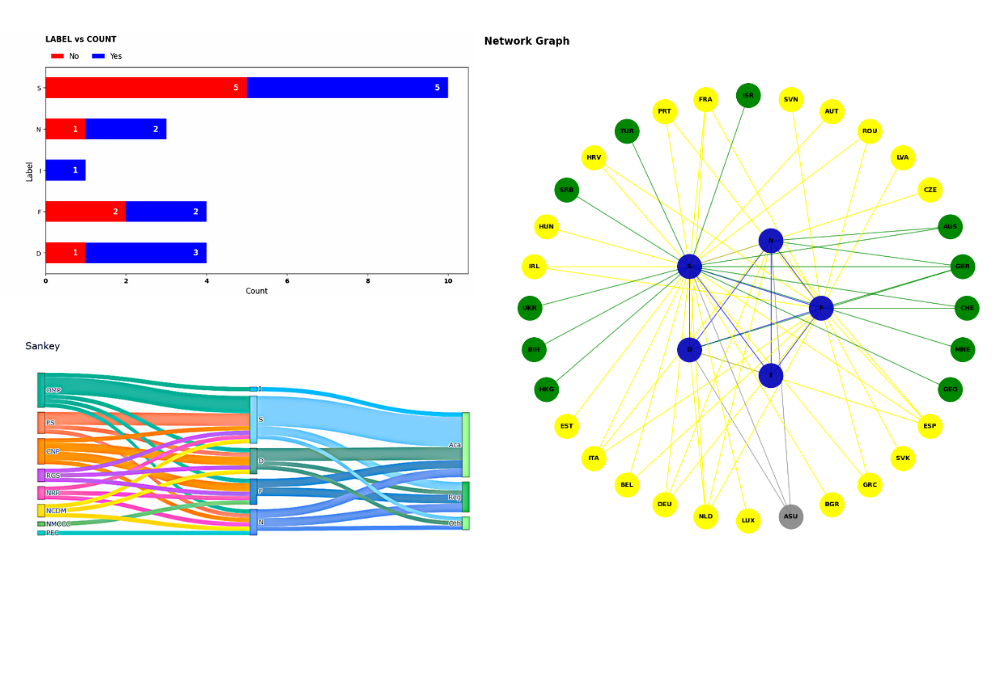 LABEL vs COUNT
No Yes
S 5 5
N 1 2
I 1
F 2 2
D 1 3
Label
0 2 4 6 8 10
Count
Network Graph
ISR
FRA SVN
PRT AUT
TUR ROU
HRV LVA
SRB CZE
HUN AUS
N
IRL S GBR
UKR F CHE
BIH D MNE
I
HKG GEO
EST ESP
ITA SVK
BEL GRC
DEU BGR
NLD ASU
LUX
Sankey
I
PS S
Aca
CNP
D
RGS
F Reg
NRP
NCDM
N Oth
NMCCC